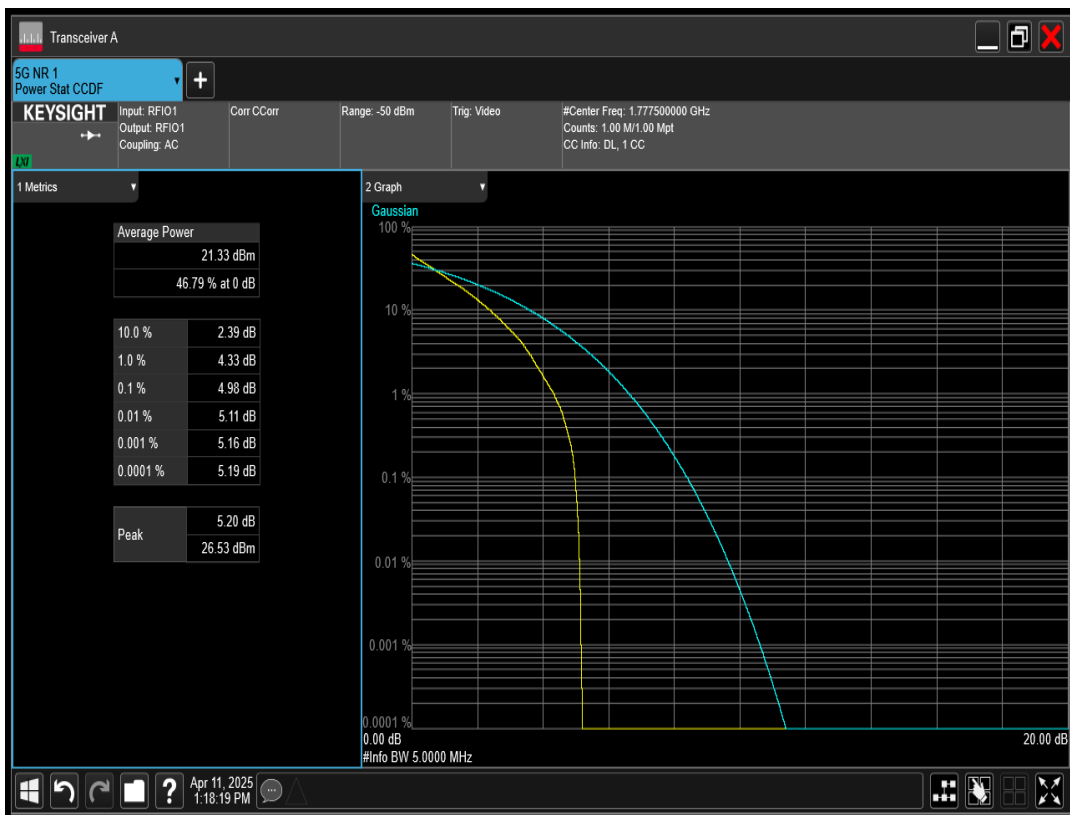 Transceiver A
5G NR 1
Power Stat CCDF
+
KEYSIGHT
LXI
Input: RFIO1
Output: RFIO1
Coupling: AC
Corr CCorr
Range: -50 dBm
Trig: Video
#Center Freq: 1.777500000 GHz
Counts: 1.00 M/1.00 Mpt
CC Info: DL, 1 CC
1 Metrics
Average Power
21.33 dBm
46.79 % at 0 dB
10.0 % 2.39 dB
1.0 % 4.33 dB
0.1 % 4.98 dB
0.01 % 5.11 dB
0.001 % 5.16 dB
0.0001 % 5.19 dB
Peak
5.20 dB
26.53 dBm
2 Graph
Gaussian
100 %
10 %
1 %
0.1 %
0.01 %
0.001 %
0.0001 %
0.00 dB 20.00 dB
#Info BW 5.0000 MHz
?
Apr 11, 2025
1:18:19 PM